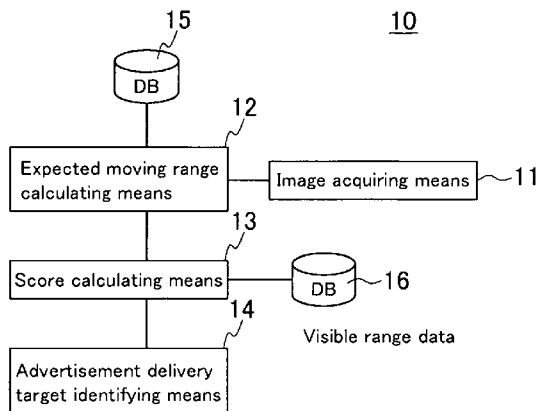 15
10
DB
12
Expected moving range
calculating means
Image acquiring means
11
13
Score calculating means
DB
16
14
Visible range data
Advertisement delivery
target identifying means